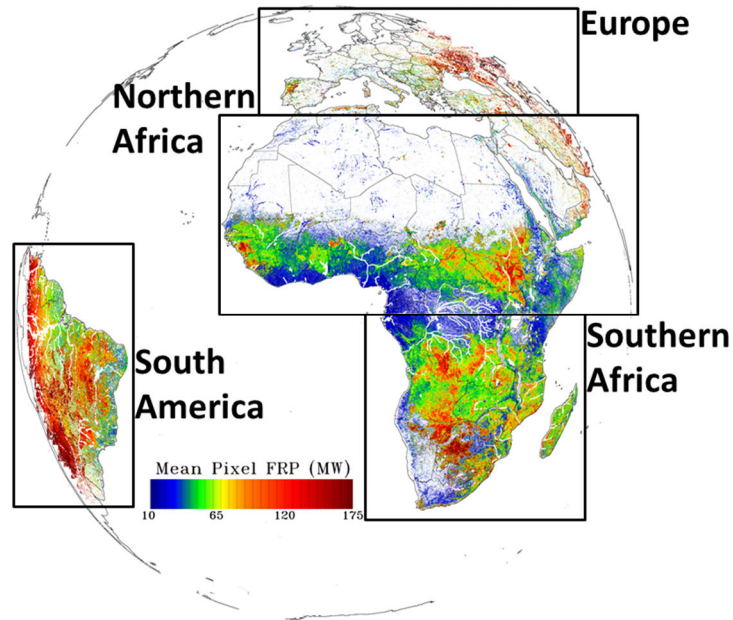 Europe
Northern
Africa
Southern
Africa
South
America
Mean Pixel FRP (MW)
10 65 120 175